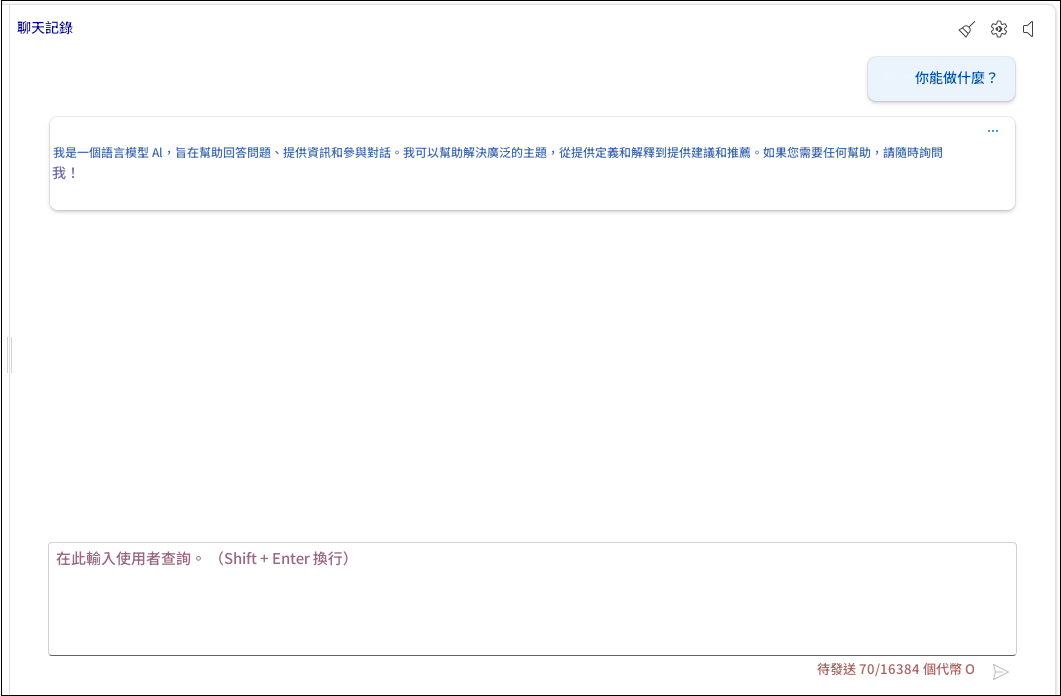 聊天記錄
你能做什麼？
...
我是一個語言模型 Al，旨在幫助回答問題、提供資訊和參與對話。我可以幫助解決廣泛的主題，從提供定義和解釋到提供建議和推薦。如果您需要任何幫助，請隨時詢問
我！
在此輸入使用者查詢。（Shift + Enter 換行）
待發送 70/16384 個代幣 O